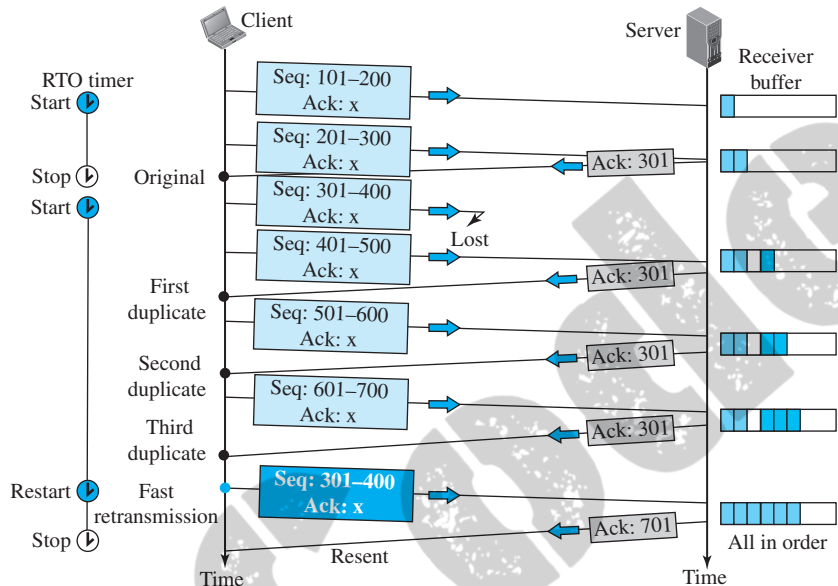 Client
Server
Receiver
buffer
RTO timer
Start
Seq: 101–200
Ack: x
Seq: 201–300
Ack: x
Ack: 301
Stop
Original
Start
Seq: 301–400
Ack: x
Lost
Seq: 401–500
Ack: x
Ack: 301
First
duplicate
Seq: 501–600
Ack: x
Ack: 301
Second
duplicate
Seq: 601–700
Ack: x
Ack: 301
Third
duplicate
Restart
Fast
retransmission
Seq: 301–400
Ack: x
Ack: 701
Stop
Resent
All in order
Time
Time